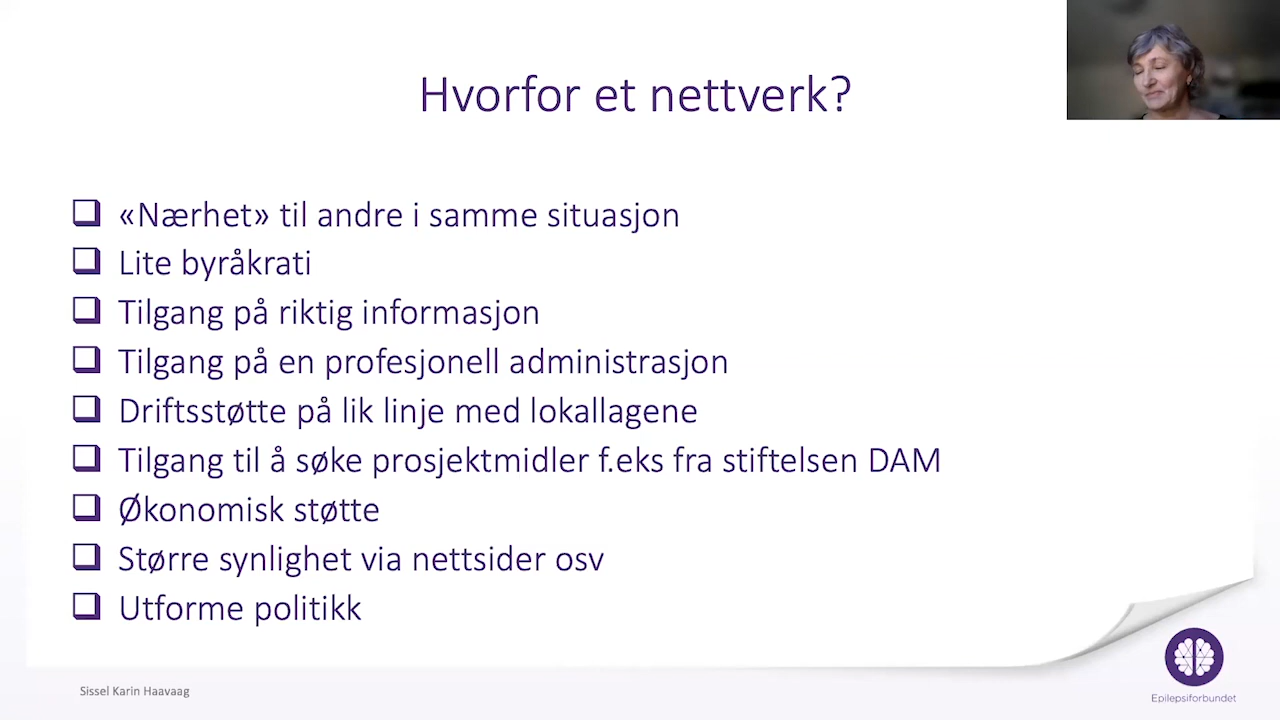 Hvorfor et nettverk?
«Nærhet» til andre i samme situasjon
Lite byråkrati
Tilgang på riktig informasjon
Tilgang på en profesjonell administrasjon
Driftsstøtte på lik linje med lokallagene
Tilgang til å søke prosjektmidler f.eks fra stiftelsen DAM
Økonomisk støtte
Større synlighet via nettsider osv
Utforme politikk
Sissel Karin Haavaag
Epilepsiforbundet